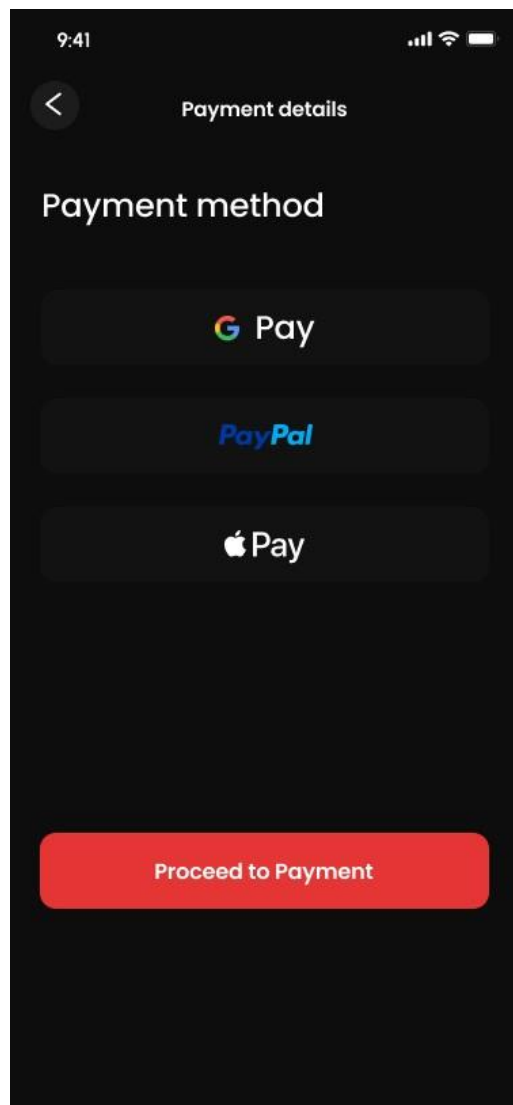 9:41
Payment details
Payment method
G Pay
PayPal
Pay
Proceed to Payment